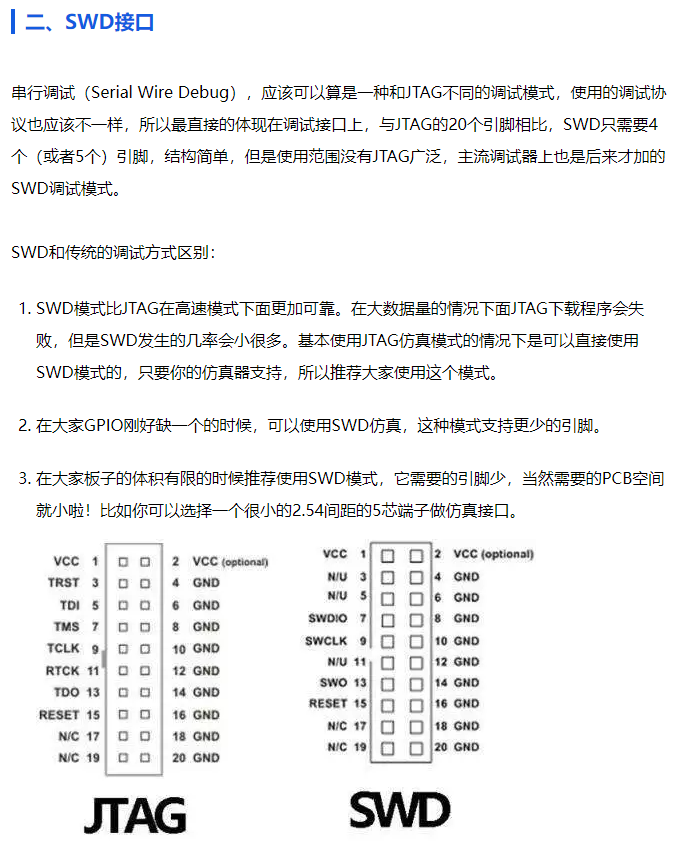 二、SWD接口
串行调试（Serial Wire Debug），应该可以算是一种和JTAG不同的调试模式，使用的调试协
议也应该不一样，所以最直接的体现在调试接口上，与JTAG的20个引脚相比，SWD只需要4
个（或者5个）引脚，结构简单，但是使用范围没有JTAG广泛，主流调试器上也是后来才加的
SWD调试模式。
SWD和传统的调试方式区别：
1. SWD模式比JTAG在高速模式下面更加可靠。在大数据量的情况下面JTAG下载程序会失
败，但是SWD发生的几率会小很多。基本使用JTAG仿真模式的情况下是可以直接使用
SWD模式的，只要你的仿真器支持，所以推荐大家使用这个模式。
2. 在大家GPIO刚好缺一个的时候，可以使用SWD仿真，这种模式支持更少的引脚。
3. 在大家板子的体积有限的时候推荐使用SWD模式，它需要的引脚少，当然需要的PCB空间
就小啦！比如你可以选择一个很小的2.54间距的5芯端子做仿真接口。
VCC 1 2 VCC (optional)
TRST 3 4 GND
TDI 5 6 GND
TMS 7 8 GND
TCLK 9 10 GND
RTCK 11 12 GND
TDO 13 14 GND
RESET 15 16 GND
N/C 17 18 GND
N/C 19 20 GND
JTAG
VCC 1 2 VCC (optional)
N/U 3 4 GND
N/U 5 6 GND
SWDIO 7 8 GND
SWCLK 9 10 GND
N/U 11 12 GND
SWO 13 14 GND
RESET 15 16 GND
N/C 17 18 GND
N/C 19 20 GND
SWD